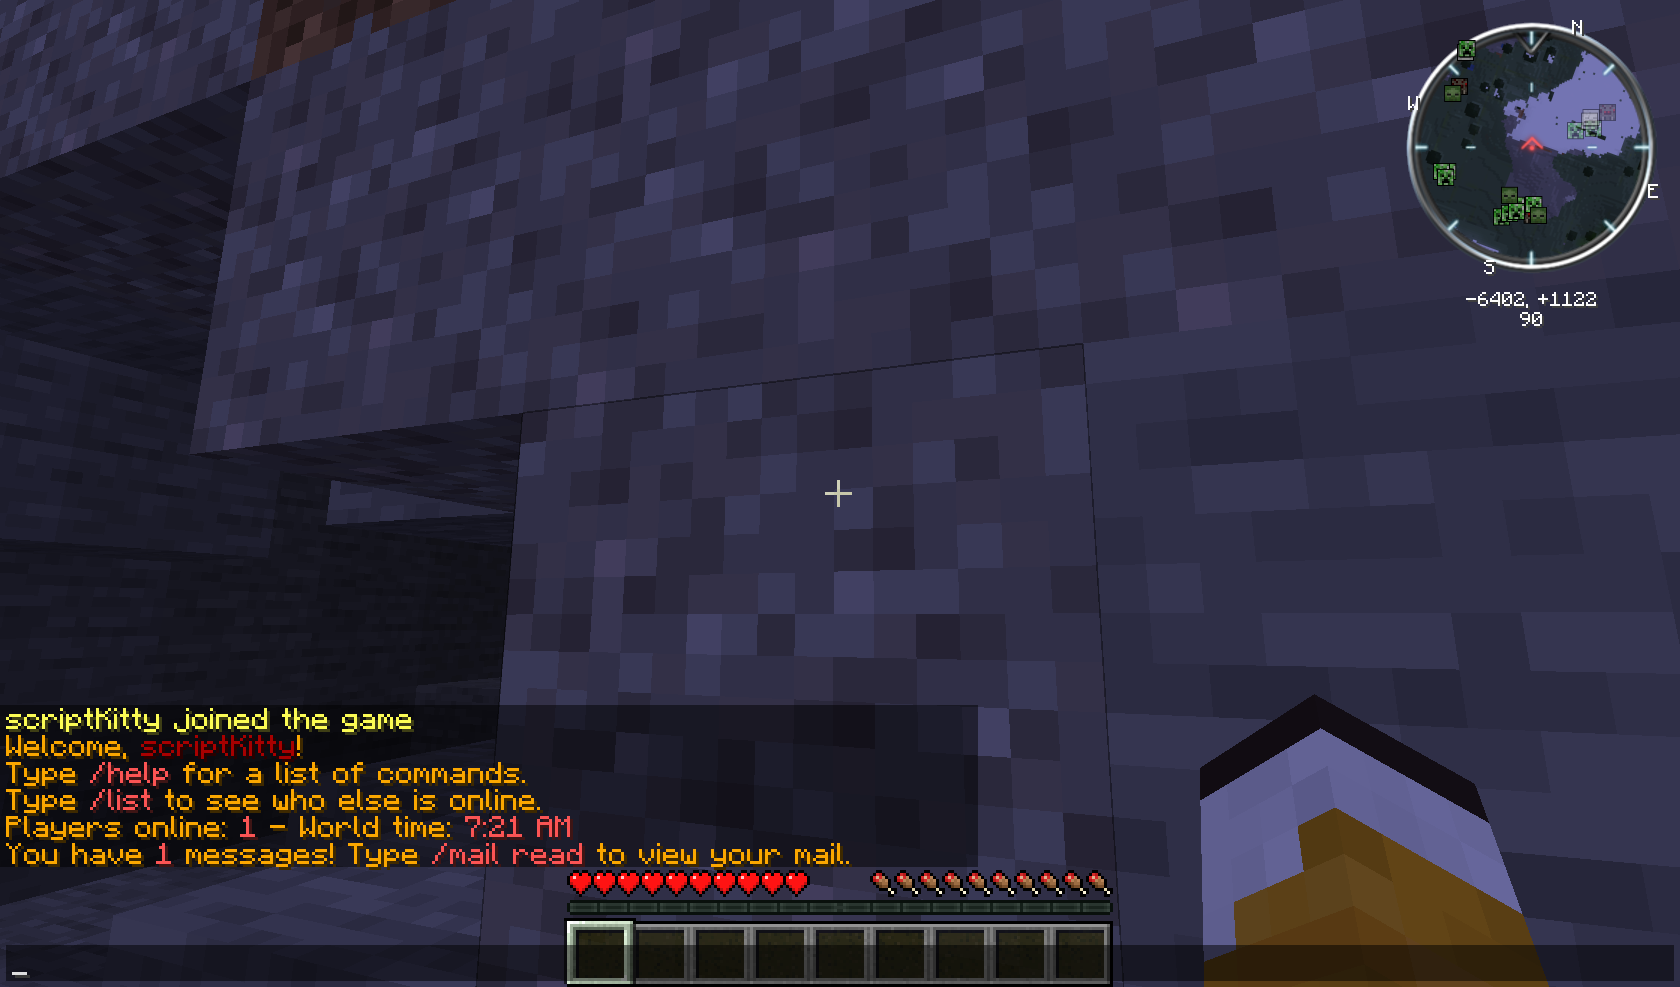 N
W
E
S
-6402, +1122
90
scriptKitty joined the game
Welcome, scriptKitty!
Type /help for a list of commands.
Type /list to see who else is online.
Players online: 1 - World time: 7:21 AM
You have 1 messages! Type /mail read to view your mail.
_